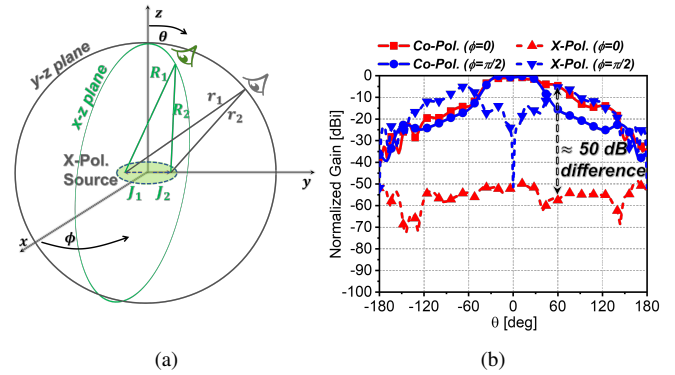 z
θ
y-z plane
x-z plane
R₁
R₂
r₁
r₂
X-Pol.
Source
J₁ J₂
y
x
ϕ
(a)
Co-Pol. (ϕ=0) X-Pol. (ϕ=0)
Co-Pol. (ϕ=π/2) X-Pol. (ϕ=π/2)
Normalized Gain [dBi]
0
-10
-20
-30
-40
-50
-60
-70
-80
-90
-100
≈ 50 dB
difference
-180 -120 -60 0 60 120 180
θ [deg]
(b)